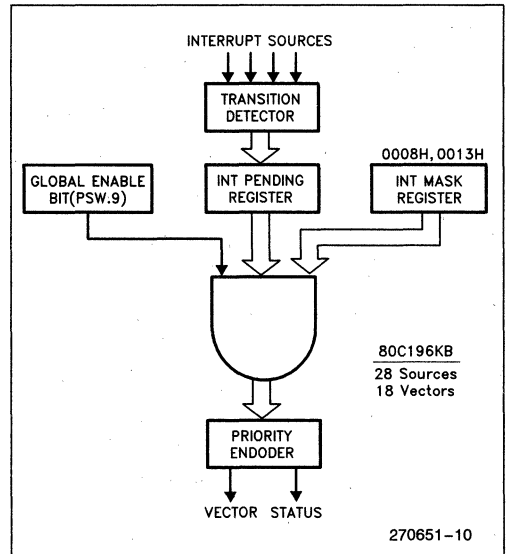 INTERRUPT SOURCES
TRANSITION
DETECTOR
0008H, 0013H
GLOBAL ENABLE
BIT(PSW.9)
INT PENDING
REGISTER
INT MASK
REGISTER
80C196KB
28 Sources
18 Vectors
PRIORITY
ENDODER
VECTOR STATUS
270651-10